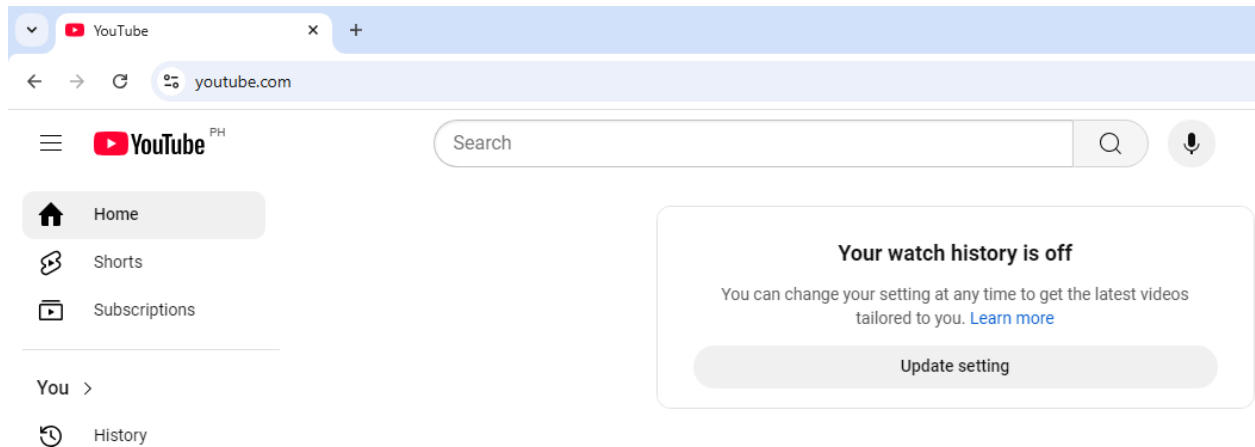 YouTube
youtube.com
YouTube PH
Search
Home
Shorts
Subscriptions
You
History
Your watch history is off
You can change your setting at any time to get the latest videos
tailored to you. Learn more
Update setting